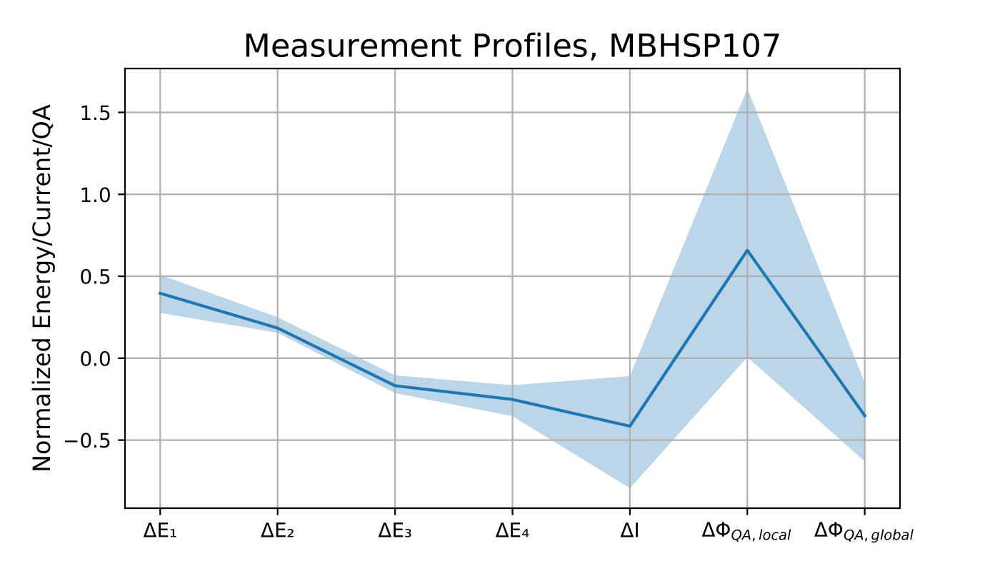 Measurement Profiles, MBHSP107
Normalized Energy/Current/QA
1.5
1.0
0.5
0.0
−0.5
ΔE₁ ΔE₂ ΔE₃ ΔE₄ ΔI ΔΦQA, local ΔΦQA, global